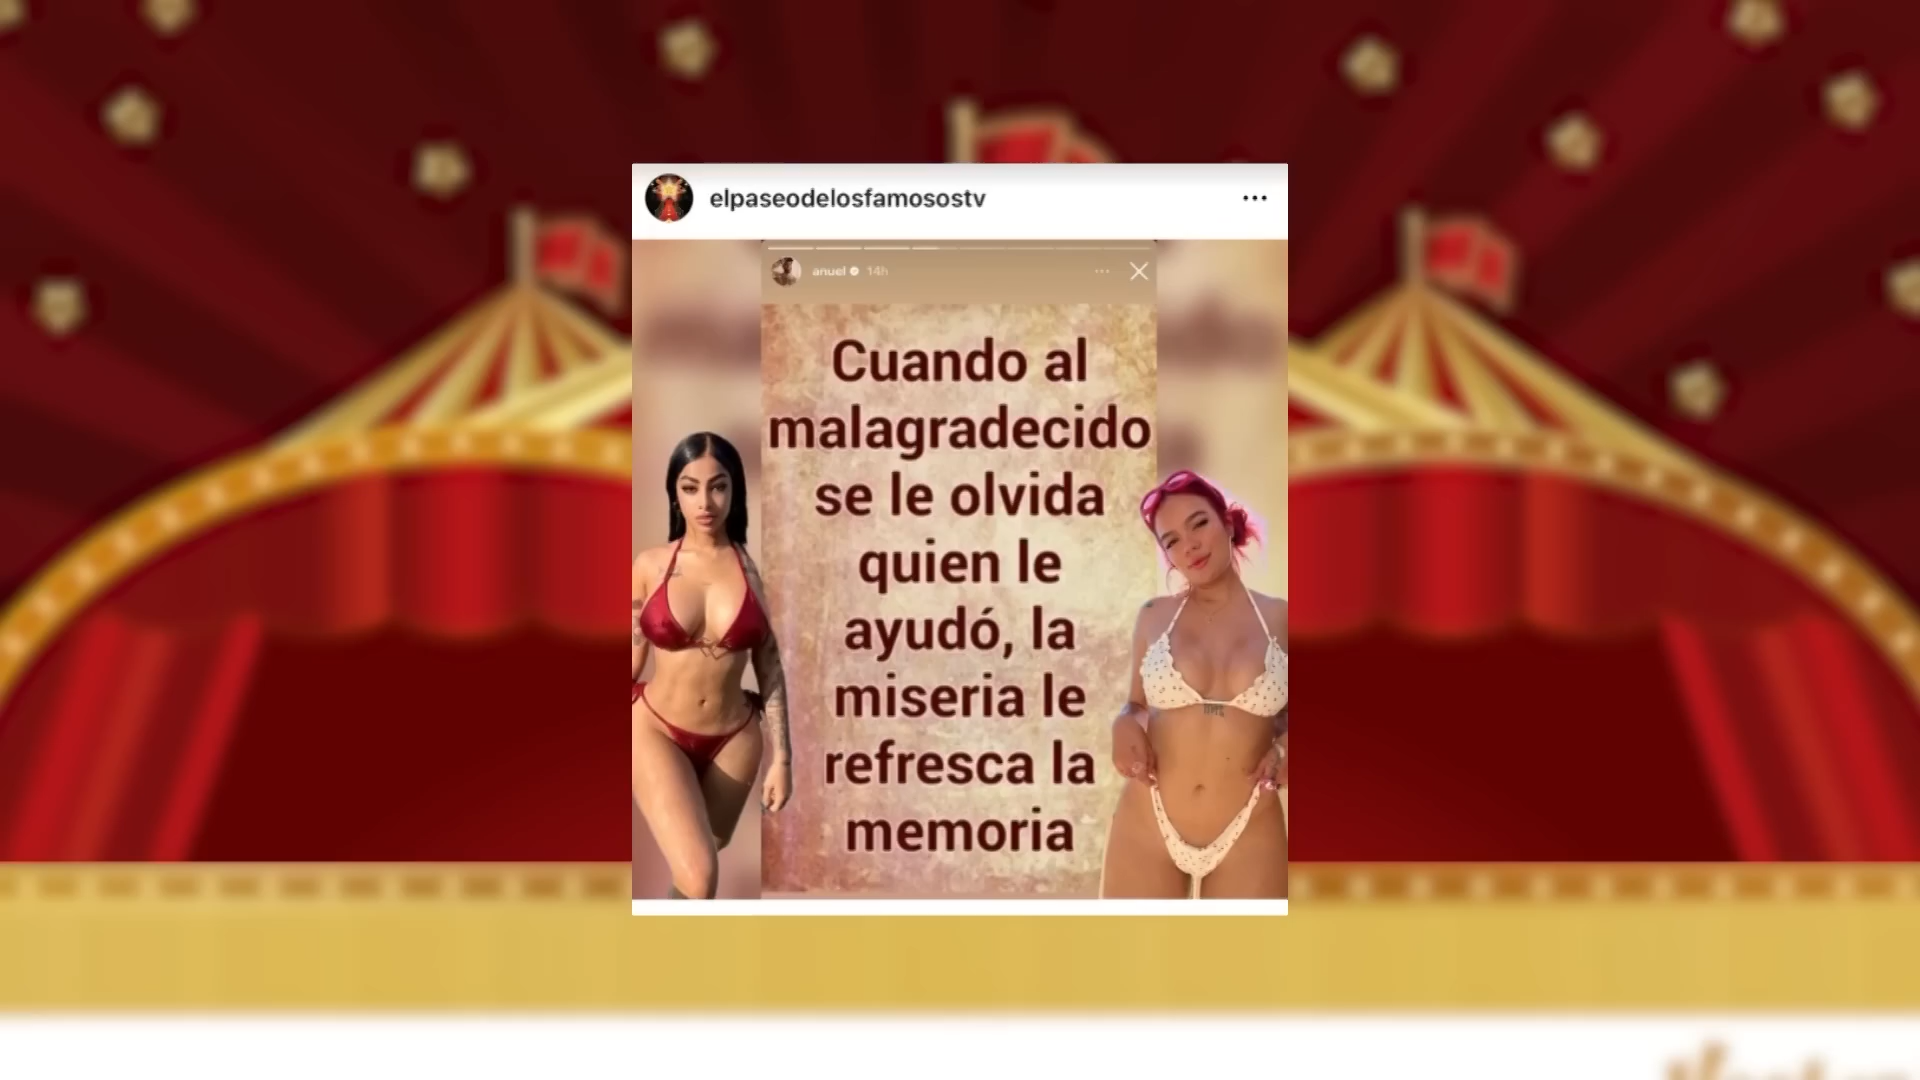 elpaseodelosfamosostv
anuel 14h
Cuando al
malagradecido
se le olvida
quien le
ayudó, la
miseria le
refresca la
memoria